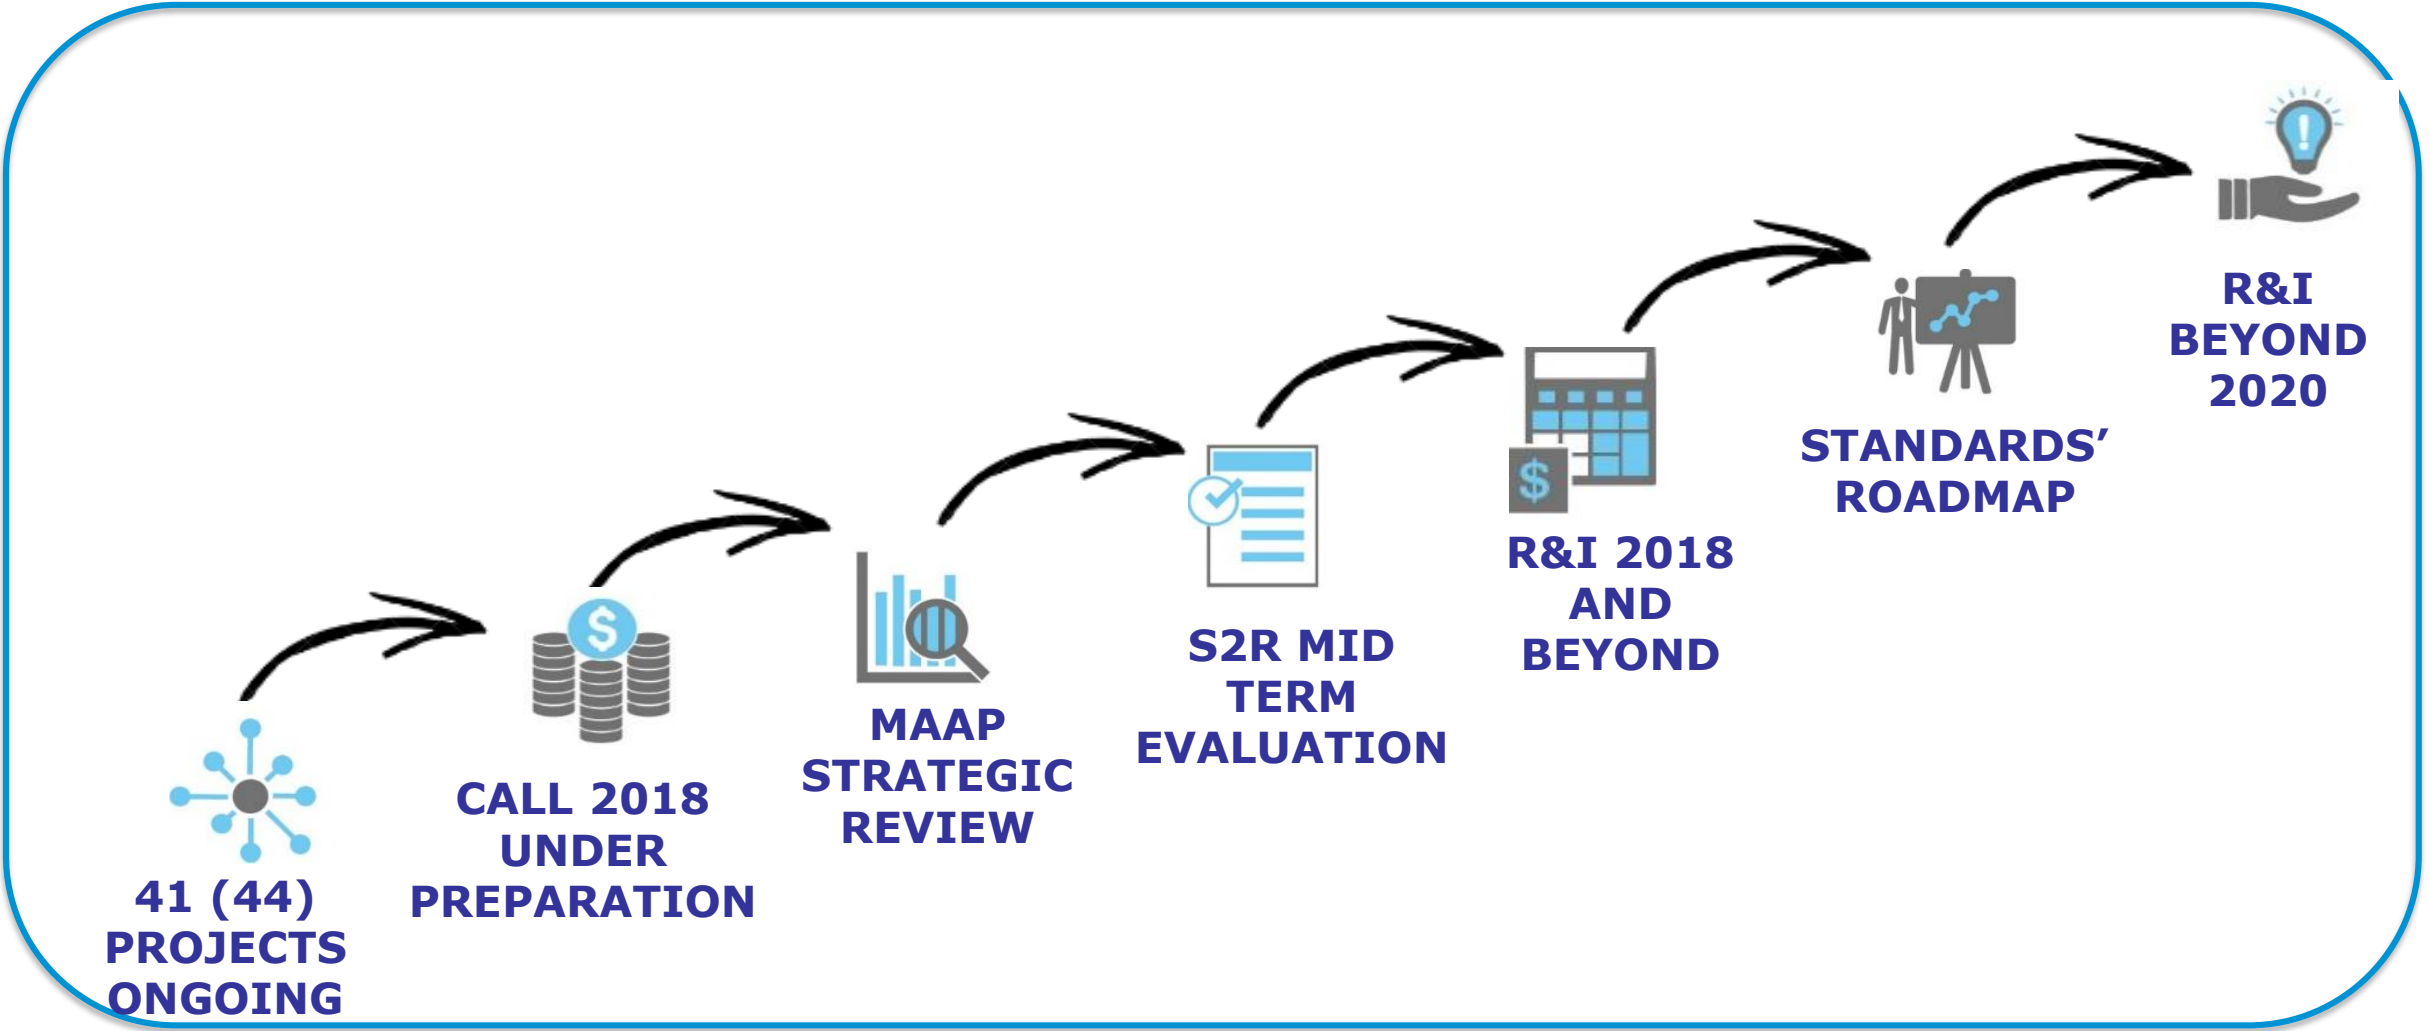 41 (44)
PROJECTS
ONGOING
$
CALL 2018
UNDER
PREPARATION
MAAP
STRATEGIC
REVIEW
S2R MID
TERM
EVALUATION
$
R&I 2018
AND
BEYOND
STANDARDS’
ROADMAP
!
R&I
BEYOND
2020